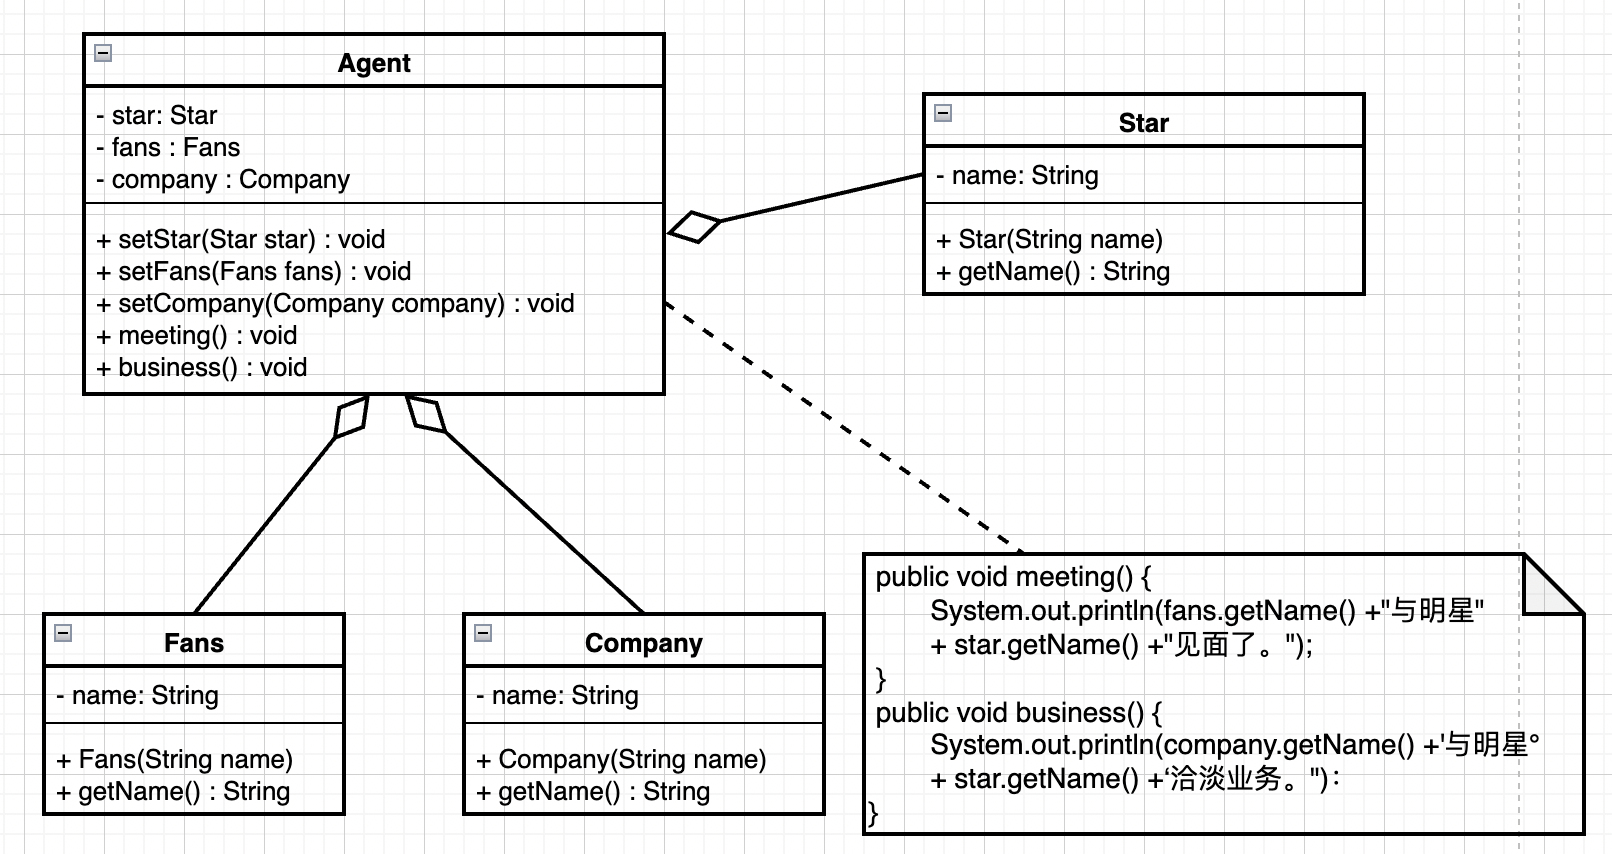 Agent
- star: Star
- fans : Fans
- company : Company
+ setStar(Star star) : void
+ setFans(Fans fans) : void
+ setCompany(Company company) : void
+ meeting() : void
+ business() : void
Star
- name: String
+ Star(String name)
+ getName() : String
Fans
- name: String
+ Fans(String name)
+ getName() : String
Company
- name: String
+ Company(String name)
+ getName() : String
public void meeting() {
System.out.println(fans.getName() +"与明星"
+ star.getName() +"见面了。");
}
public void business() {
System.out.println(company.getName() +'与明星°
+ star.getName() +‘洽淡业务。")：
}